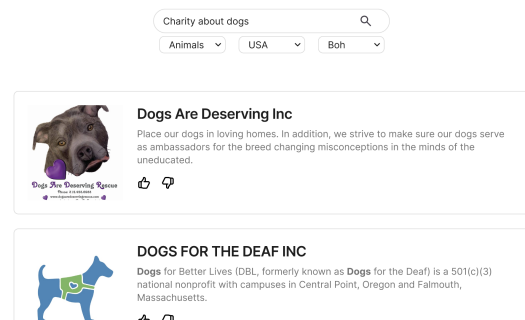 Charity about dogs
Animals USA Boh
Dogs Are Deserving Inc
Place our dogs in loving homes. In addition, we strive to make sure our dogs serve
as ambassadors for the breed changing misconceptions in the minds of the
uneducated.
Dogs Are Deserving Rescue
DOGS FOR THE DEAF INC
Dogs for Better Lives (DBL, formerly known as Dogs for the Deaf) is a 501(c)(3)
national nonprofit with campuses in Central Point, Oregon and Falmouth,
Massachusetts.